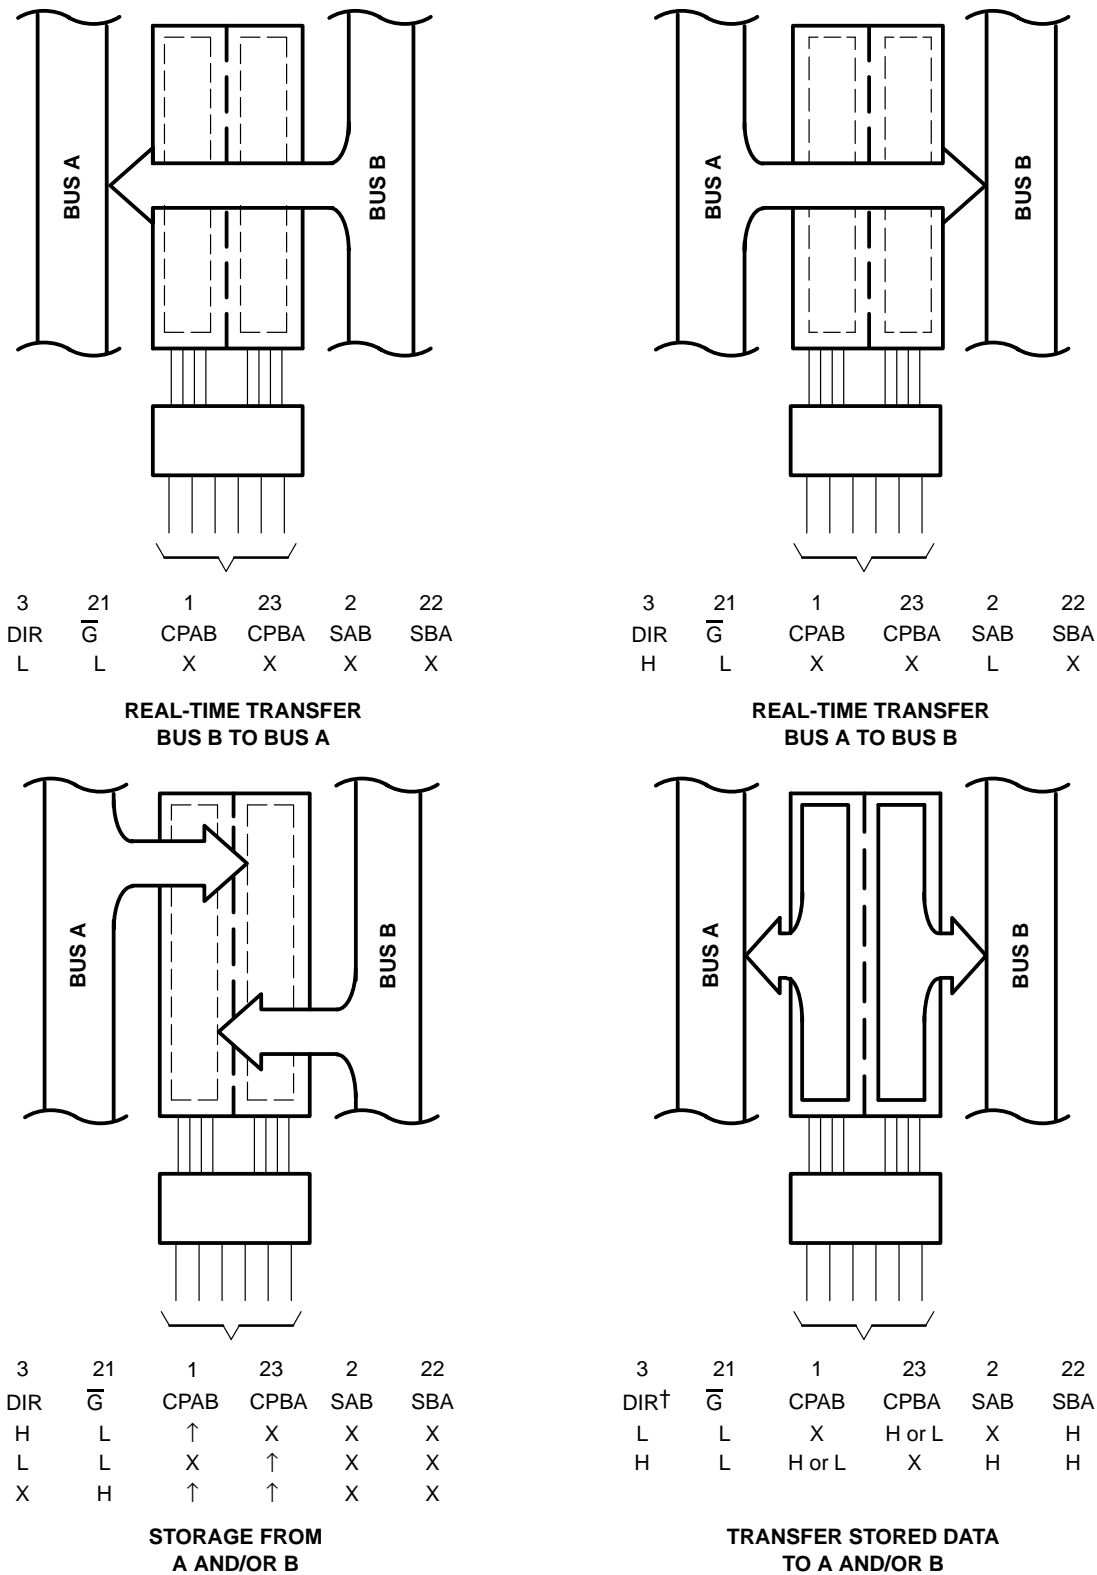 BUS A
BUS B
3 21 1 23 2 22
DIR G̅ CPAB CPBA SAB SBA
L L X X X X
REAL-TIME TRANSFER
BUS B TO BUS A
BUS A
BUS B
3 21 1 23 2 22
DIR G̅ CPAB CPBA SAB SBA
H L X X L X
REAL-TIME TRANSFER
BUS A TO BUS B
BUS A
BUS B
3 21 1 23 2 22
DIR G̅ CPAB CPBA SAB SBA
H L ↑ X X X
L L X ↑ X X
X H ↑ ↑ X X
STORAGE FROM
A AND/OR B
BUS A
BUS B
3 21 1 23 2 22
DIR† G̅ CPAB CPBA SAB SBA
L L X H or L X H
H L H or L X H H
TRANSFER STORED DATA
TO A AND/OR B